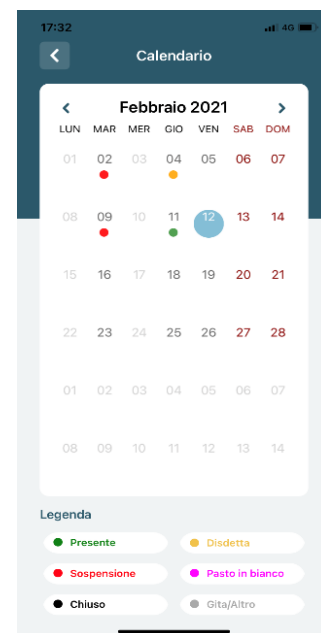 17:32 4G
Calendario
Febbraio 2021
LUN MAR MER GIO VEN SAB DOM
01 02 03 04 05 06 07
08 09 10 11 12 13 14
15 16 17 18 19 20 21
22 23 24 25 26 27 28
01 02 03 04 05 06 07
08 09 10 11 12 13 14
Legenda
Presente Disdetta
Sospensione Pasto in bianco
Chiuso Gita/Altro